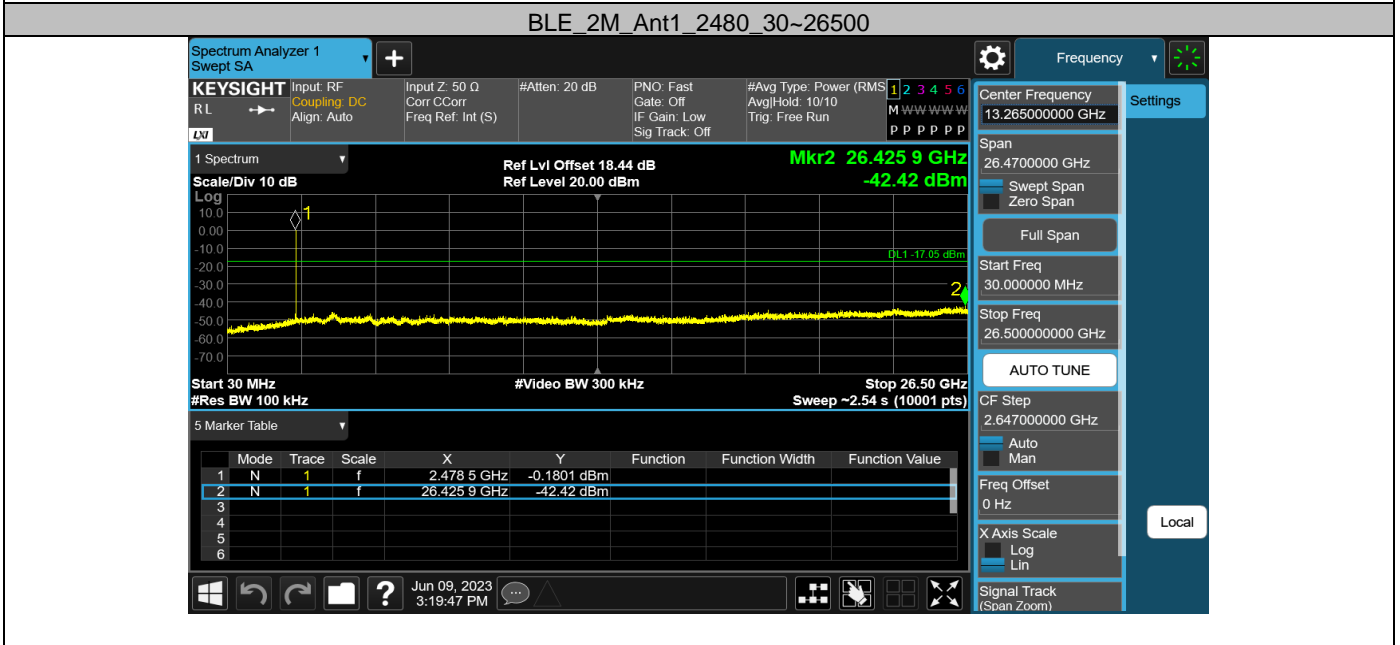 BLE_2M_Ant1_2480_30~26500
Spectrum Analyzer 1
Swept SA
Frequency
KEYSIGHT
R L
LXI
Input: RF
Coupling: DC
Align: Auto
Input Z: 50 Ω
Corr CCorr
Freq Ref: Int (S)
#Atten: 20 dB
PNO: Fast
Gate: Off
IF Gain: Low
Sig Track: Off
#Avg Type: Power (RMS
Avg|Hold: 10/10
Trig: Free Run
1 2 3 4 5 6
M W W W W W
P P P P P P
1 Spectrum
Scale/Div 10 dB
Ref Lvl Offset 18.44 dB
Ref Level 20.00 dBm
Mkr2 26.425 9 GHz
-42.42 dBm
Log
10.0
0.00
-10.0
-20.0
-30.0
-40.0
-50.0
-60.0
-70.0
1
DL1 -17.05 dBm
2
Start 30 MHz
#Res BW 100 kHz
#Video BW 300 kHz
Stop 26.50 GHz
Sweep ~2.54 s (10001 pts)
5 Marker Table
Mode Trace Scale X Y Function Function Width Function Value
1 N 1 f 2.478 5 GHz -0.1801 dBm
2 N 1 f 26.425 9 GHz -42.42 dBm
3
4
5
6
Jun 09, 2023
3:19:47 PM
Center Frequency
13.265000000 GHz
Span
26.4700000 GHz
Swept Span
Zero Span
Full Span
Start Freq
30.000000 MHz
Stop Freq
26.500000000 GHz
AUTO TUNE
CF Step
2.647000000 GHz
Auto
Man
Freq Offset
0 Hz
X Axis Scale
Log
Lin
Signal Track
(Span Zoom)
Settings
Local